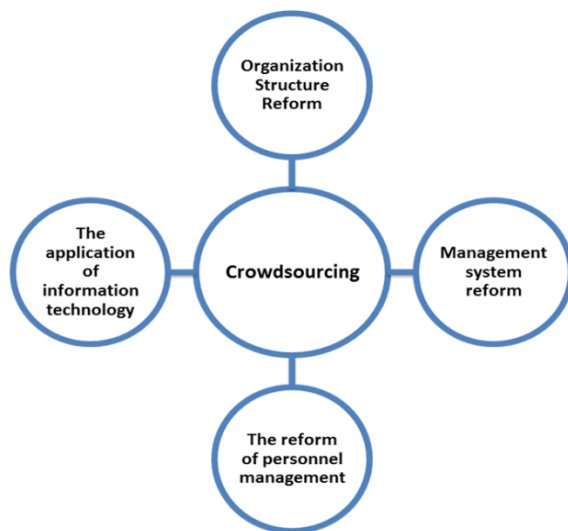 Organization
Structure
Reform
The
application
of
information
technology
Crowdsourcing
Management
system
reform
The reform
of personnel
management